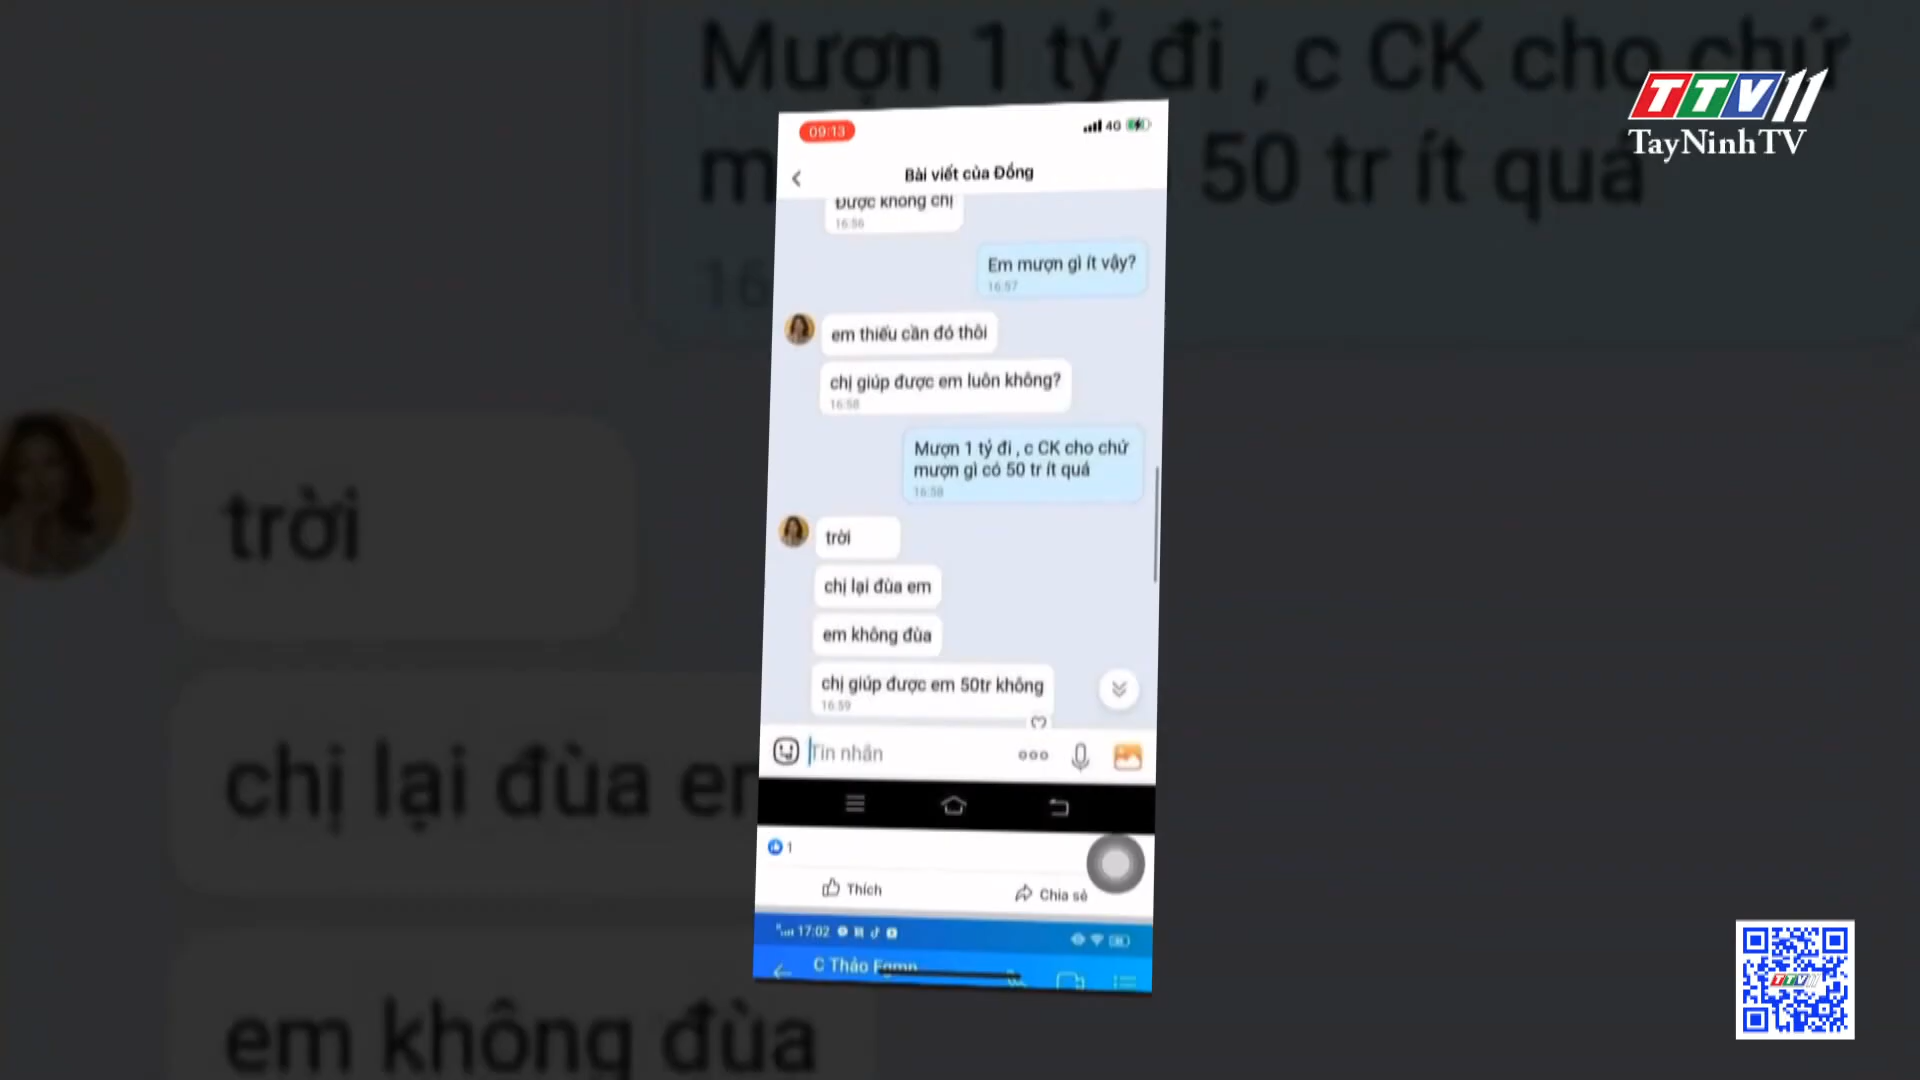 Mượn 1 tỷ đi , c CK cho chứ
50 tr ít quá
TTV11
TayNinhTV
09:13
4G
Bài viết của Đồng
Được không chị
16:56
Em mượn gì ít vậy?
16:57
em thiếu cần đó thôi
chị giúp được em luôn không?
16:58
Mượn 1 tỷ đi , c CK cho chứ
mượn gì có 50 tr ít quá
16:58
trời
chị lại đùa em
em không đùa
chị giúp được em 50tr không
16:59
Tin nhắn
1
Thích
Chia sẻ
17:02
C Thảo
trời
chị lại đùa em
em không đùa
TTV11